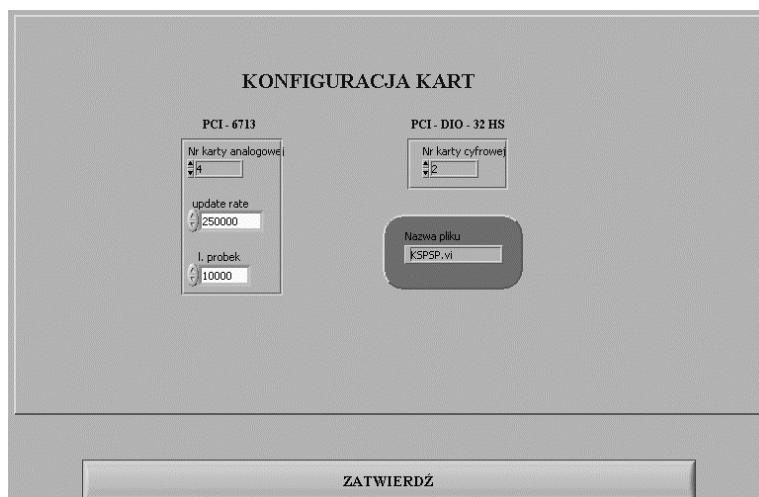 KONFIGURACJA KART
PCI - 6713
Nr karty analogowej
4
update rate
250000
l. probek
10000
PCI - DIO - 32 HS
Nr karty cyfrowej
2
Nazwa pliku
KSPSP.vi
ZATWIERDŹ